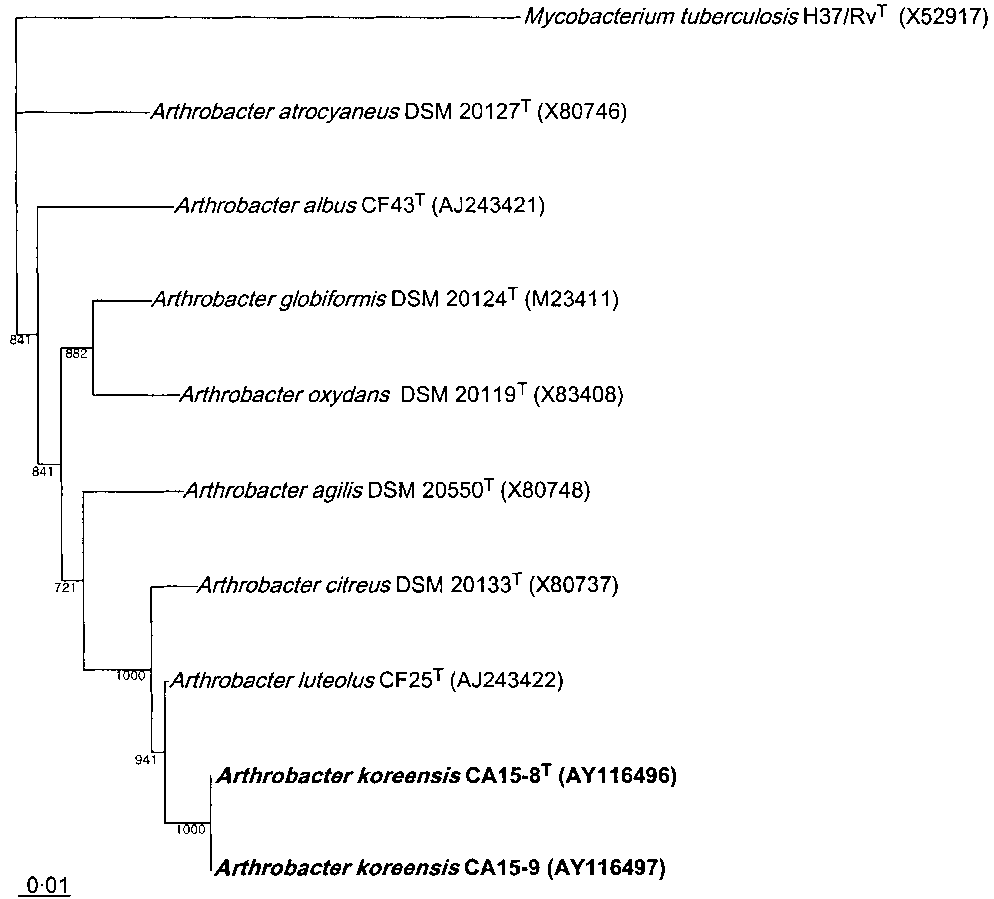 Mycobacterium tuberculosis H37/Rvᵀ (X52917)
Arthrobacter atrocyaneus DSM 20127ᵀ (X80746)
Arthrobacter albus CF43ᵀ (AJ243421)
Arthrobacter globiformis DSM 20124ᵀ (M23411)
841
882
Arthrobacter oxydans DSM 20119ᵀ (X83408)
841
Arthrobacter agilis DSM 20550ᵀ (X80748)
721
Arthrobacter citreus DSM 20133ᵀ (X80737)
1000
Arthrobacter luteolus CF25ᵀ (AJ243422)
941
Arthrobacter koreensis CA15-8ᵀ (AY116496)
1000
Arthrobacter koreensis CA15-9 (AY116497)
0·01